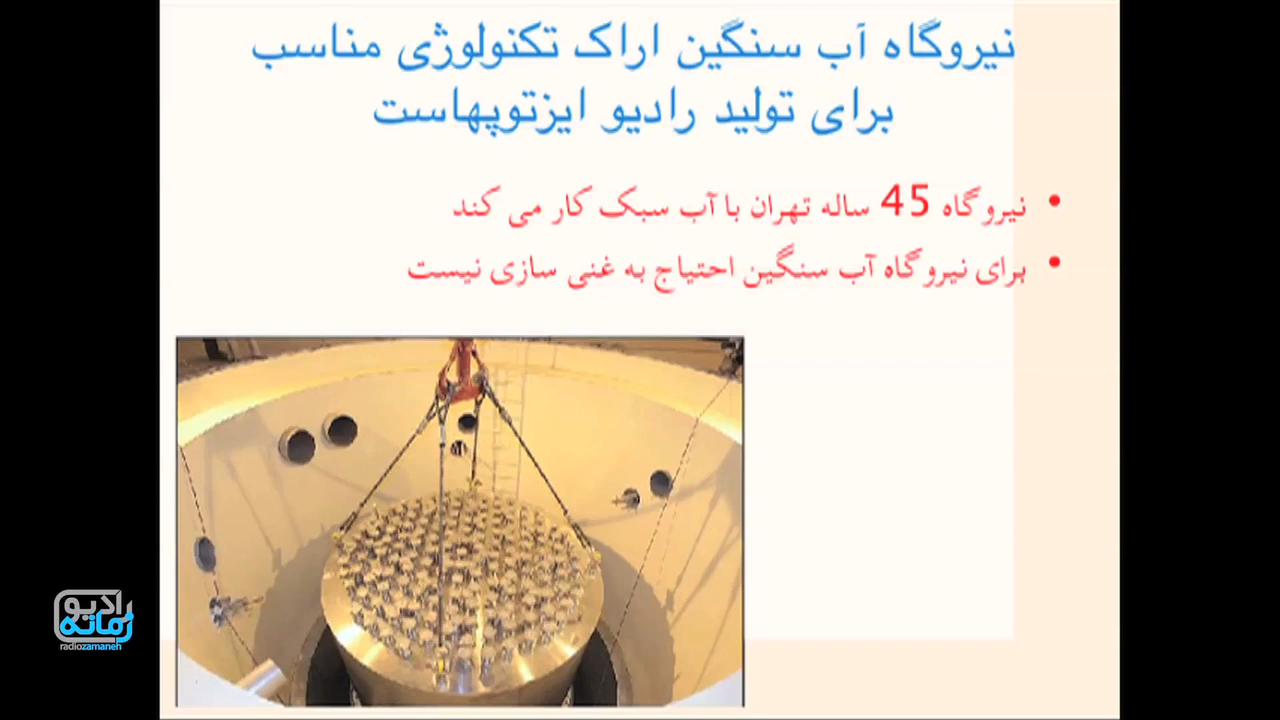 نیروگاه آب سنگین اراک تکنولوژی مناسب
برای تولید رادیو ایزتوپهاست
• نیروگاه 45 ساله تهران با آب سبک کار می کند
• برای نیروگاه آب سنگین احتیاج به غنی سازی نیست
رادیو
زمانه
radiozamaneh